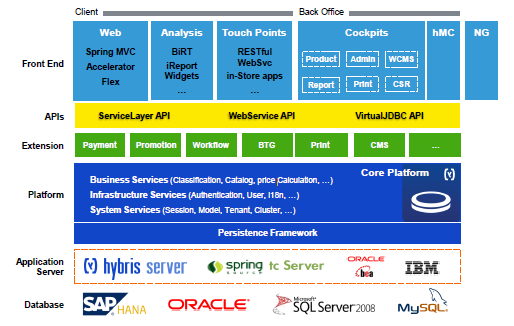 Client
Back Office
Front End
Web
Spring MVC
Accelerator
Flex
Analysis
BiRT
iReport
Widgets
...
Touch Points
RESTful
WebSvc
in-Store apps
...
Cockpits
Product
Admin
WCMS
Report
Print
CSR
hMC
NG
APIs
ServiceLayer API
WebService API
VirtualJDBC API
Extension
Payment
Promotion
Workflow
BTG
Print
CMS
...
Platform
Core Platform
(y)
Business Services (Classification, Catalog, price Calculation, ...)
Infrastructure Services (Authentication, User, I18n, ...)
System Services (Session, Model, Tenant, Cluster, ...)
Persistence Framework
Application
Server
(y) hybris server
spring
source
tc Server
ORACLE
bea
IBM
Database
SAP HANA
ORACLE
Microsoft
SQL Server 2008
MySQL